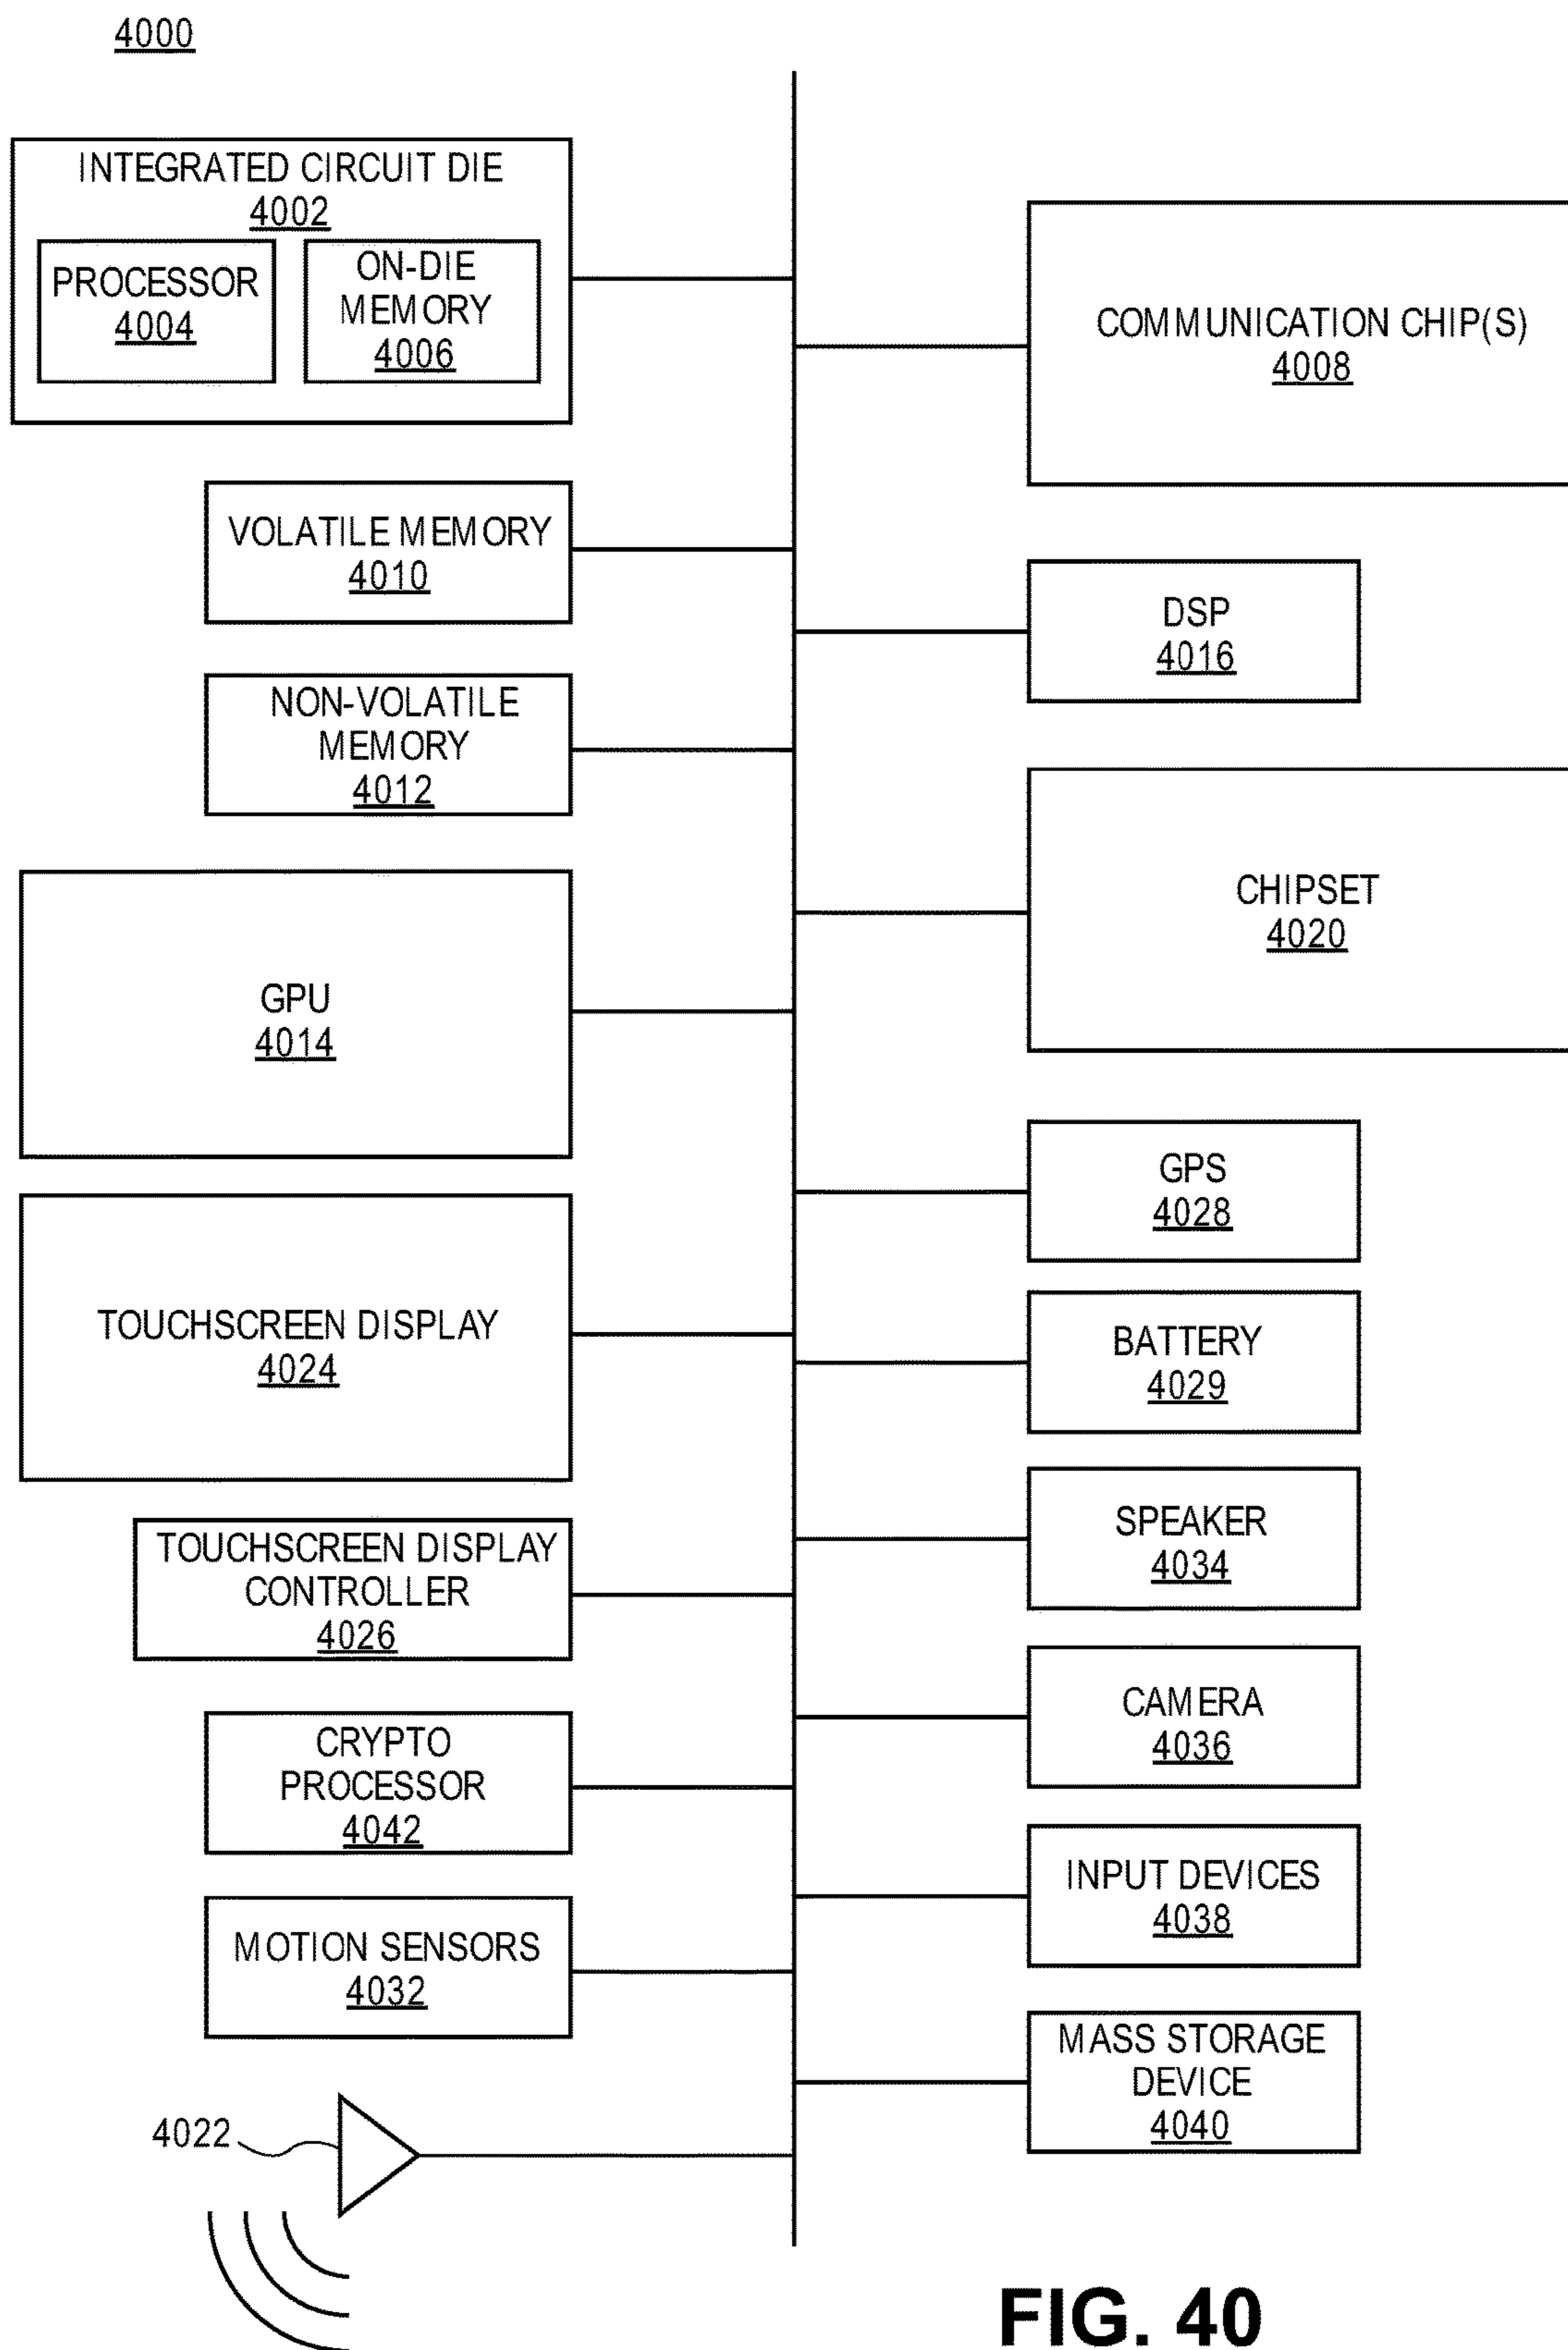 4000
INTEGRATED CIRCUIT DIE
4002
PROCESSOR
4004
ON-DIE
MEMORY
4006
COMMUNICATION CHIP(S)
4008
VOLATILE MEMORY
4010
DSP
4016
NON-VOLATILE
MEMORY
4012
CHIPSET
4020
GPU
4014
GPS
4028
TOUCHSCREEN DISPLAY
4024
BATTERY
4029
SPEAKER
4034
TOUCHSCREEN DISPLAY
CONTROLLER
4026
CAMERA
4036
CRYPTO
PROCESSOR
4042
INPUT DEVICES
4038
MOTION SENSORS
4032
MASS STORAGE
DEVICE
4040
4022
FIG. 40